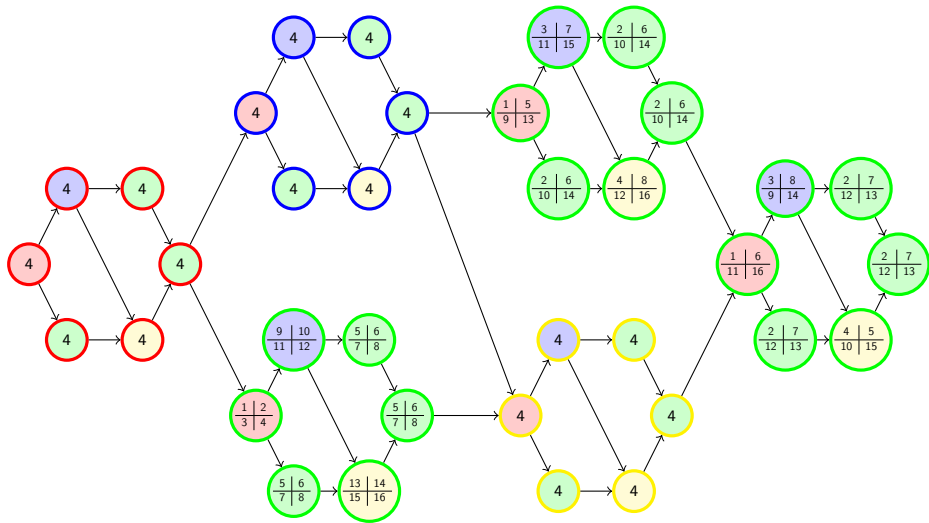 4 4
3 | 7 2 | 6
11 | 15 10 | 14
4 4
1 | 5 2 | 6
9 | 13 10 | 14
4 4
4 4
2 | 6 4 | 8
10 | 14 12 | 16
3 | 8 2 | 7
9 | 14 12 | 13
4 4
1 | 6 2 | 7
11 | 16 12 | 13
4 4
9 | 10 5 | 6
11 | 12 7 | 8
4 4
2 | 7 4 | 5
12 | 13 10 | 15
1 | 2 5 | 6
3 | 4 7 | 8
4 4
5 | 6 13 | 14
7 | 8 15 | 16
4 4